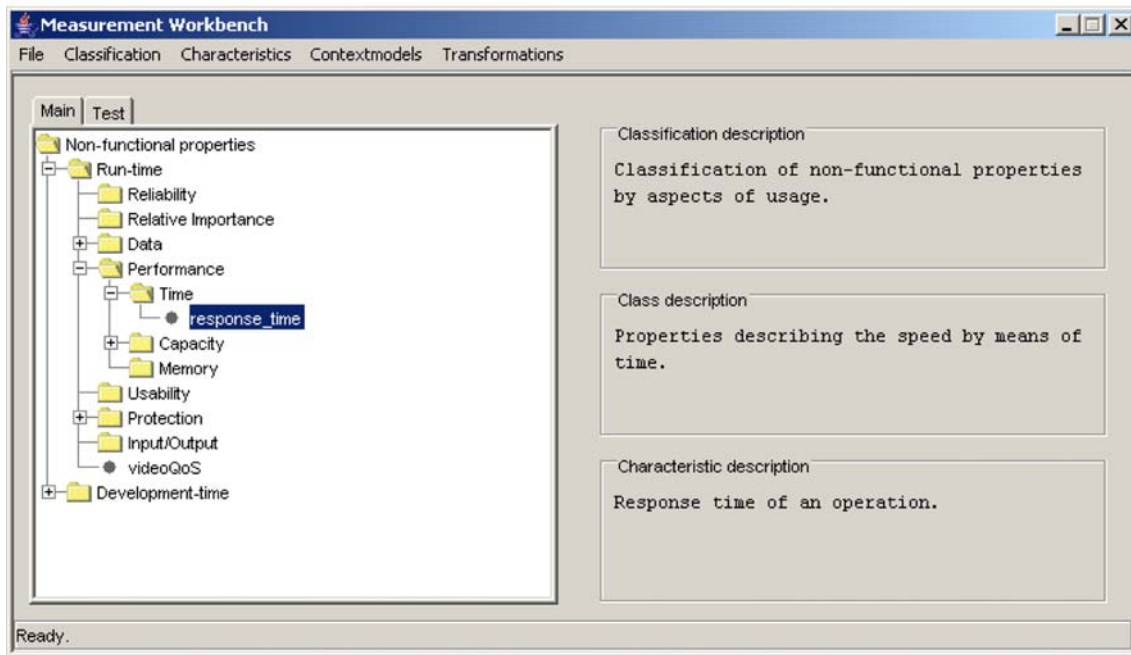 Measurement Workbench
File Classification Characteristics Contextmodels Transformations
Main Test
Non-functional properties
Run-time
Reliability
Relative Importance
Data
Performance
Time
response_time
Capacity
Memory
Usability
Protection
Input/Output
videoQoS
Development-time
Classification description
Classification of non-functional properties
by aspects of usage.
Class description
Properties describing the speed by means of
time.
Characteristic description
Response time of an operation.
Ready.